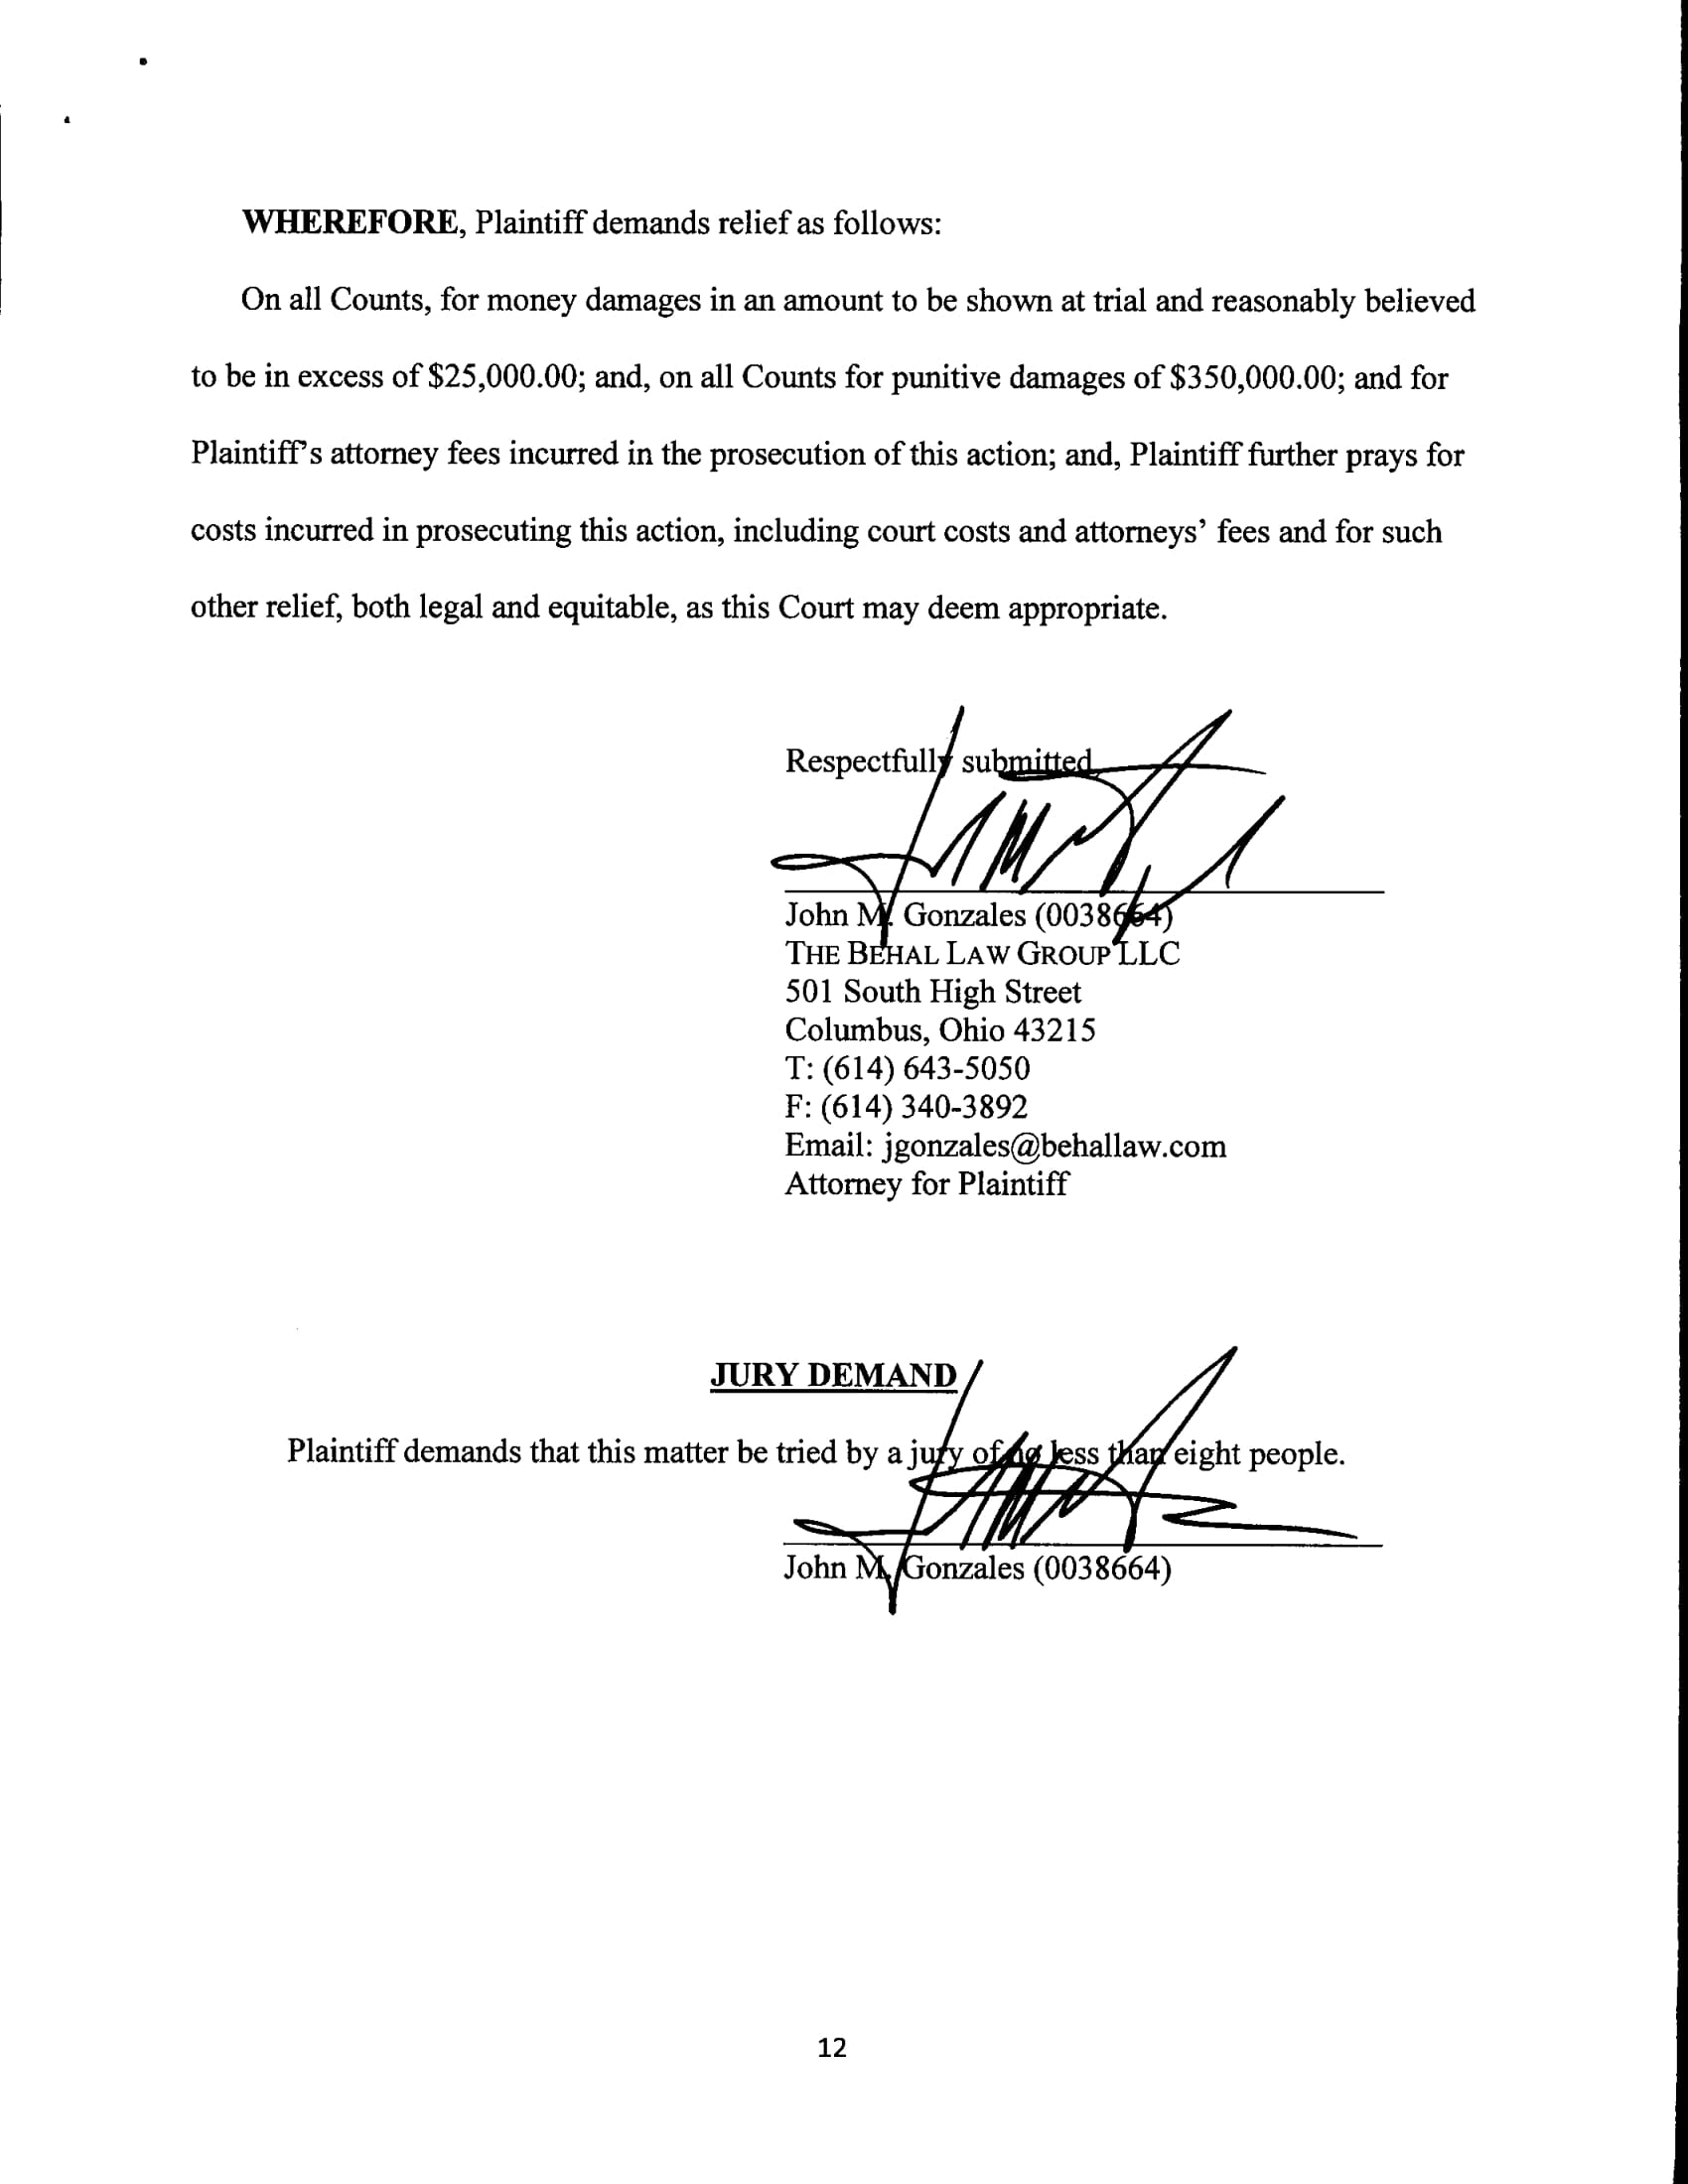 WHEREFORE, Plaintiff demands relief as follows:
On all Counts, for money damages in an amount to be shown at trial and reasonably believed
to be in excess of $25,000.00; and, on all Counts for punitive damages of $350,000.00; and for
Plaintiff's attorney fees incurred in the prosecution of this action; and, Plaintiff further prays for
costs incurred in prosecuting this action, including court costs and attorneys' fees and for such
other relief, both legal and equitable, as this Court may deem appropriate.
Respectfully submitted,
John M. Gonzales (0038664)
THE BEHAL LAW GROUP LLC
501 South High Street
Columbus, Ohio 43215
T: (614) 643-5050
F: (614) 340-3892
Email: jgonzales@behallaw.com
Attorney for Plaintiff
JURY DEMAND
Plaintiff demands that this matter be tried by a jury of no less than eight people.
John M. Gonzales (0038664)
12